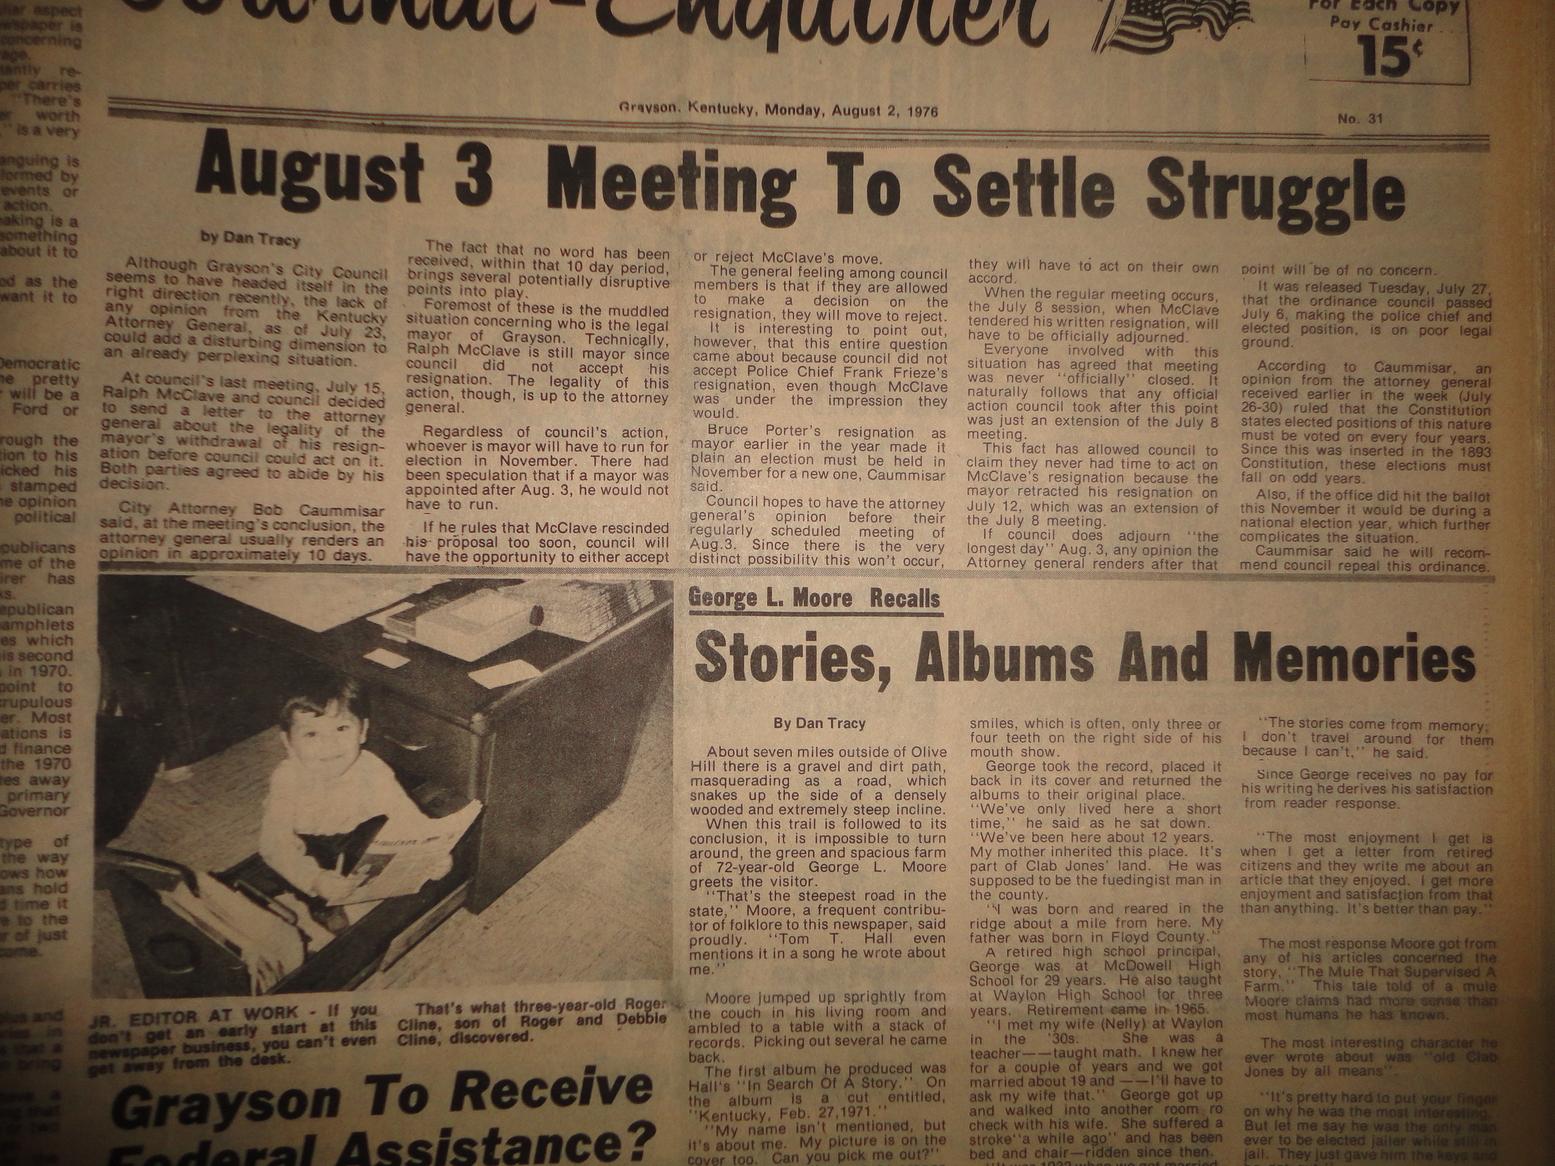 Journal-Enquirer
For Each Copy
Pay Cashier
15¢
Grayson, Kentucky, Monday, August 2, 1976
No. 31
August 3 Meeting To Settle Struggle
by Dan Tracy
Although Grayson's City Council
seems to have headed itself in the
right direction recently, the lack of
any opinion from the Kentucky
Attorney General, as of July 23,
could add a disturbing dimension to
an already perplexing situation.
At council's last meeting, July 15,
Ralph McClave and council decided
to send a letter to the attorney
general about the legality of the
mayor's withdrawal of his resign-
ation before council could act on it.
Both parties agreed to abide by his
decision.
City Attorney Bob Caummisar
said, at the meeting's conclusion, the
attorney general usually renders an
opinion in approximately 10 days.
The fact that no word has been
received, within that 10 day period,
brings several potentially disruptive
points into play.
Foremost of these is the muddled
situation concerning who is the legal
mayor of Grayson. Technically,
Ralph McClave is still mayor since
council did not accept his
resignation. The legality of this
action, though, is up to the attorney
general.
Regardless of council's action,
whoever is mayor will have to run for
election in November. There had
been speculation that if a mayor was
appointed after Aug. 3, he would not
have to run.
If he rules that McClave rescinded
his proposal too soon, council will
have the opportunity to either accept
or reject McClave's move.
The general feeling among council
members is that if they are allowed
to make a decision on the
resignation, they will move to reject.
It is interesting to point out,
however, that this entire question
came about because council did not
accept Police Chief Frank Frieze's
resignation, even though McClave
was under the impression they
would.
Bruce Porter's resignation as
mayor earlier in the year made it
plain an election must be held in
November for a new one, Caummisar
said.
Council hopes to have the attorney
general's opinion before their
regularly scheduled meeting of
Aug.3. Since there is the very
distinct possibility this won't occur,
they will have to act on their own
accord.
When the regular meeting occurs,
the July 8 session, when McClave
tendered his written resignation, will
have to be officially adjourned.
Everyone involved with this
situation has agreed that meeting
was never "officially" closed. It
naturally follows that any official
action council took after this point
was just an extension of the July 8
meeting.
This fact has allowed council to
claim they never had time to act on
McClave's resignation because the
mayor retracted his resignation on
July 12, which was an extension of
the July 8 meeting.
If council does adjourn "the
longest day" Aug. 3, any opinion the
Attorney general renders after that
point will be of no concern.
It was released Tuesday, July 27,
that the ordinance council passed
July 6, making the police chief and
elected position, is on poor legal
ground.
According to Caummisar, an
opinion from the attorney general
received earlier in the week (July
26-30) ruled that the Constitution
states elected positions of this nature
must be voted on every four years.
Since this was inserted in the 1893
Constitution, these elections must
fall on odd years.
Also, if the office did hit the ballot
this November it would be during a
national election year, which further
complicates the situation.
Caummisar said he will recom-
mend council repeal this ordinance.
JR. EDITOR AT WORK - If you
don't get an early start at this
newspaper business, you can't even
get away from the desk.
That's what three-year-old Roger
Cline, son of Roger and Debbie
Cline, discovered.
Grayson To Receive
Federal Assistance?
George L. Moore Recalls
Stories, Albums And Memories
By Dan Tracy
About seven miles outside of Olive
Hill there is a gravel and dirt path,
masquerading as a road, which
snakes up the side of a densely
wooded and extremely steep incline.
When this trail is followed to its
conclusion, it is impossible to turn
around, the green and spacious farm
of 72-year-old George L. Moore
greets the visitor.
"That's the steepest road in the
state," Moore, a frequent contribu-
tor of folklore to this newspaper, said
proudly. "Tom T. Hall even
mentions it in a song he wrote about
me."
Moore jumped up sprightly from
the couch in his living room and
ambled to a table with a stack of
records. Picking out several he came
back.
The first album he produced was
Hall's "In Search Of A Story." On
the album is a cut entitled,
"Kentucky, Feb. 27,1971."
"My name isn't mentioned, but
it's about me. My picture is on the
cover too. Can you pick me out?"
smiles, which is often, only three or
four teeth on the right side of his
mouth show.
George took the record, placed it
back in its cover and returned the
albums to their original place.
"We've only lived here a short
time," he said as he sat down.
"We've been here about 12 years.
My mother inherited this place. It's
part of Clab Jones' land. He was
supposed to be the fuedingist man in
the county.
"I was born and reared in the
ridge about a mile from here. My
father was born in Floyd County."
A retired high school principal,
George was at McDowell High
School for 29 years. He also taught
at Waylon High School for three
years. Retirement came in 1965.
"I met my wife (Nelly) at Waylon
in the '30s. She was a
teacher——taught math. I knew her
for a couple of years and we got
married about 19 and ——I'll have to
ask my wife that." George got up
and walked into another room ro
check with his wife. She suffered a
stroke "a while ago" and has been
bed and chair—ridden since then.
"The stories come from memory;
I don't travel around for them
because I can't," he said.
Since George receives no pay for
his writing he derives his satisfaction
from reader response.
"The most enjoyment I get is
when I get a letter from retired
citizens and they write me about an
article that they enjoyed. I get more
enjoyment and satisfaction from that
than anything. It's better than pay."
The most response Moore got from
any of his articles concerned the
story, "The Mule That Supervised A
Farm." This tale told of a mule
Moore claims had more sense than
most humans he has known.
The most interesting character he
ever wrote about was "old Clab
Jones by all means".
"It's pretty hard to put your finger
on why he was the most interesting.
But let me say he was the only man
ever to be elected jailer while still in
jail. They just gave him the keys and